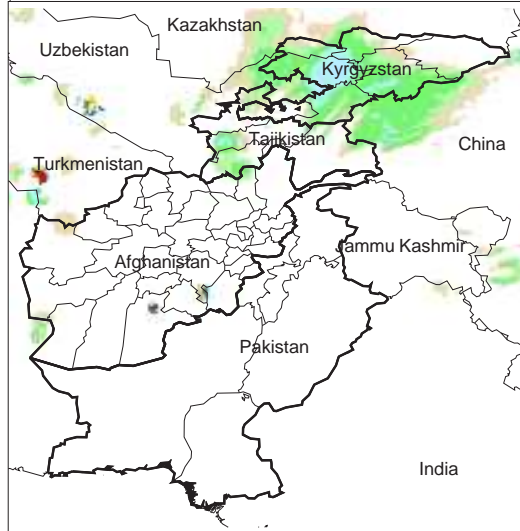 Kazakhstan
Uzbekistan
Kyrgyzstan
Tajikistan
China
Turkmenistan
Jammu Kashmir
Afghanistan
Pakistan
India